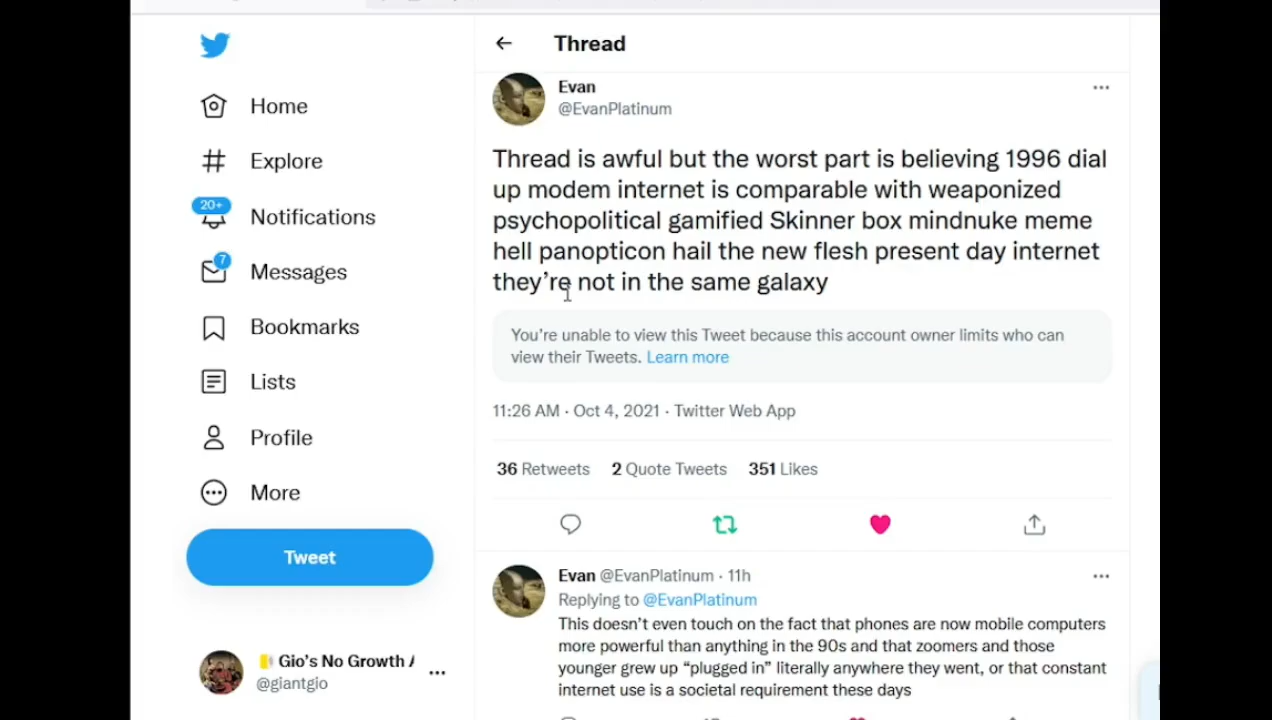 Thread
Evan
@EvanPlatinum
Thread is awful but the worst part is believing 1996 dial
up modem internet is comparable with weaponized
psychopolitical gamified Skinner box mindnuke meme
hell panopticon hail the new flesh present day internet
they’re not in the same galaxy
You're unable to view this Tweet because this account owner limits who can
view their Tweets. Learn more
11:26 AM · Oct 4, 2021 · Twitter Web App
36 Retweets 2 Quote Tweets 351 Likes
Evan @EvanPlatinum · 11h
Replying to @EvanPlatinum
This doesn’t even touch on the fact that phones are now mobile computers
more powerful than anything in the 90s and that zoomers and those
younger grew up “plugged in” literally anywhere they went, or that constant
internet use is a societal requirement these days
Home
Explore
20+
Notifications
7
Messages
Bookmarks
Lists
Profile
More
Tweet
Gio's No Growth
@giantgio